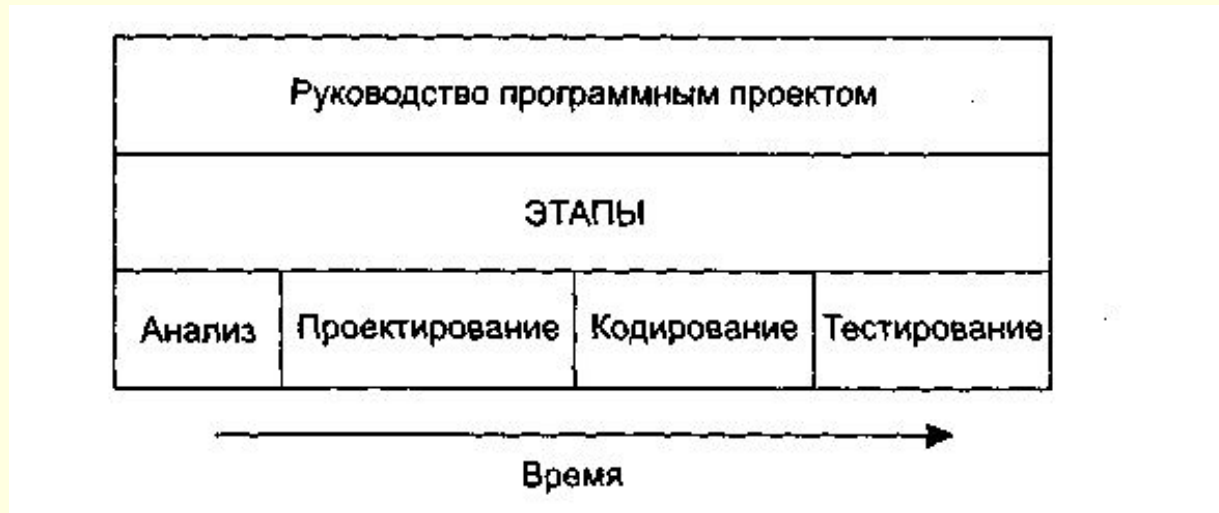 Руководство программным проектом
ЭТАПЫ
Анализ Проектирование Кодирование Тестирование
Время